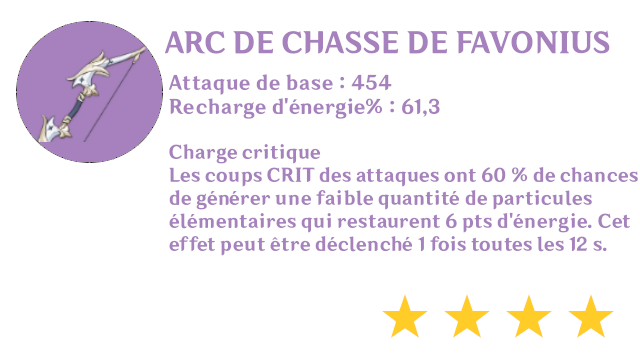 ARC DE CHASSE DE FAVONIUS
Attaque de base : 454
Recharge d'énergie% : 61,3
Charge critique
Les coups CRIT des attaques ont 60 % de chances
de générer une faible quantité de particules
élémentaires qui restaurent 6 pts d'énergie. Cet
effet peut être déclenché 1 fois toutes les 12 s.